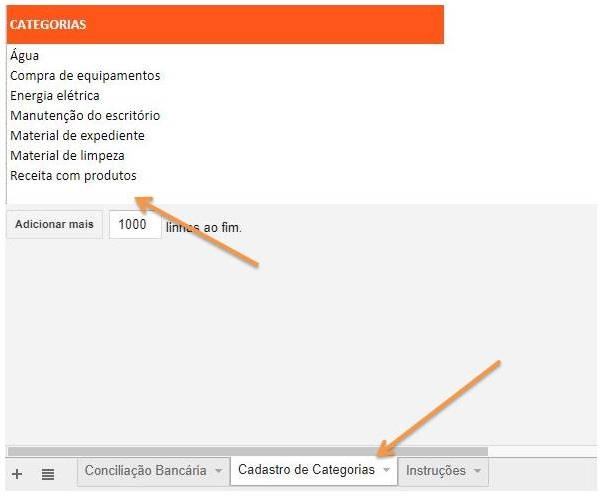 CATEGORIAS
Água
Compra de equipamentos
Energia elétrica
Manutenção do escritório
Material de expediente
Material de limpeza
Receita com produtos
Adicionar mais 1000 linhas ao fim.
Conciliação Bancária Cadastro de Categorias Instruções